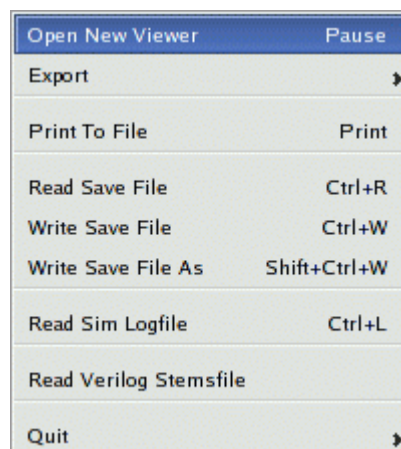 Open New Viewer Pause
Export
Print To File Print
Read Save File Ctrl+R
Write Save File Ctrl+W
Write Save File As Shift+Ctrl+W
Read Sim Logfile Ctrl+L
Read Verilog Stemsfile
Quit